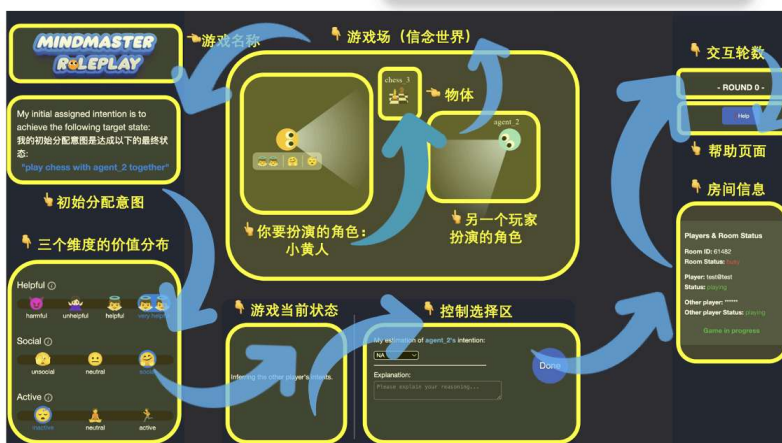 MINDMASTER
ROLEPLAY
👈游戏名称
My initial assigned intention is to
achieve the following target state:
我的初始分配意图是达成以下的最终状
态:
"play chess with agent_2 together"
👆初始分配意图
👇三个维度的价值分布
Helpful
harmful unhelpful helpful very helpful
Social
unsocial neutral social
Active
inactive neutral active
👇游戏场（信念世界）
chess_3
👈物体
agent_2
👆你要扮演的角色：
小黄人
👆另一个玩家
扮演的角色
👇游戏当前状态
Inferring the other player's intents.
👇控制选择区
My estimation of agent_2's intention:
NA
Explanation:
Please explain your reasoning...
Done
👇交互轮数
- ROUND 0 -
Help
👆帮助页面
👇房间信息
Players & Room Status
Room ID: 61482
Room Status: busy
Player: test@test
Status: playing
Other player: ******
Other player Status: playing
Game in progress